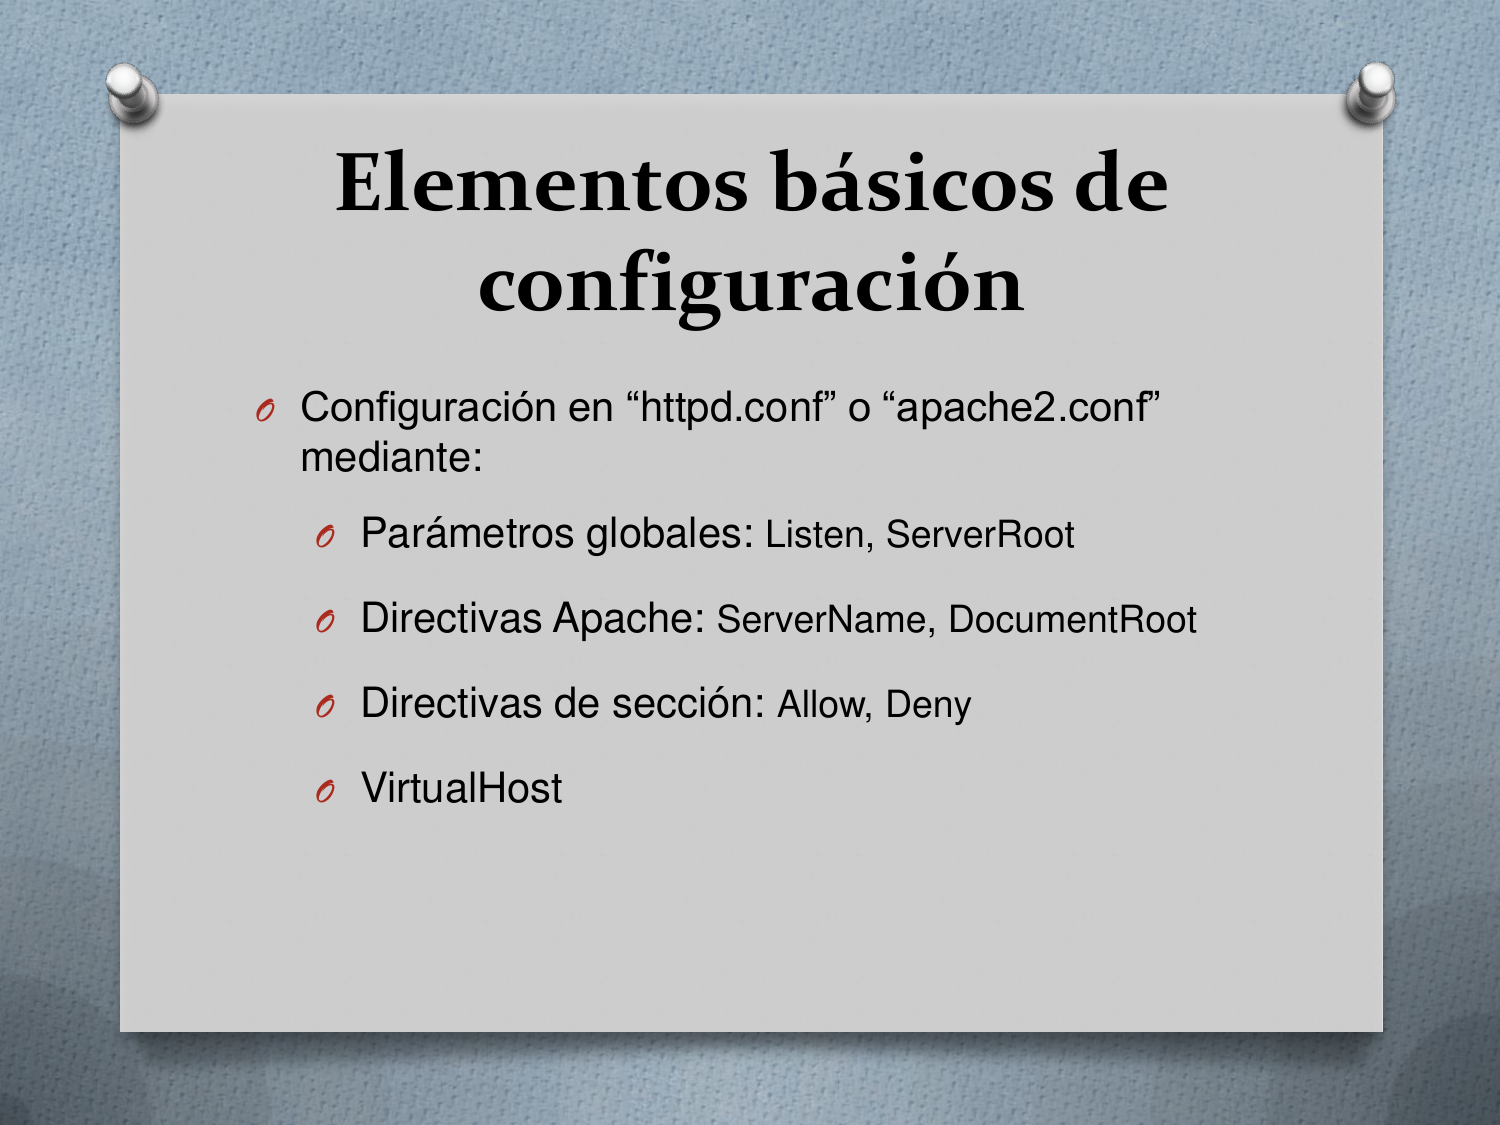 Elementos básicos de
configuración
Configuración en “httpd.conf” o “apache2.conf”
mediante:
Parámetros globales: Listen, ServerRoot
Directivas Apache: ServerName, DocumentRoot
Directivas de sección: Allow, Deny
VirtualHost